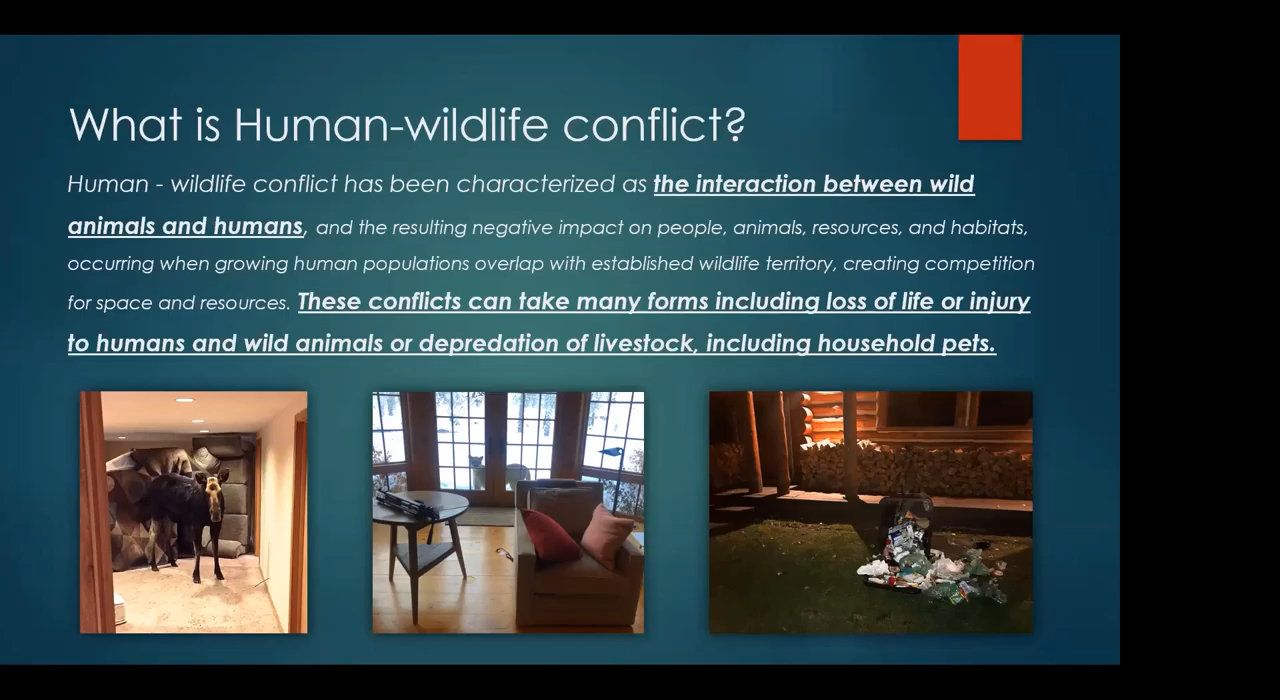 What is Human-wildlife conflict?
Human - wildlife conflict has been characterized as the interaction between wild
animals and humans, and the resulting negative impact on people, animals, resources, and habitats,
occurring when growing human populations overlap with established wildlife territory, creating competition
for space and resources. These conflicts can take many forms including loss of life or injury
to humans and wild animals or depredation of livestock, including household pets.